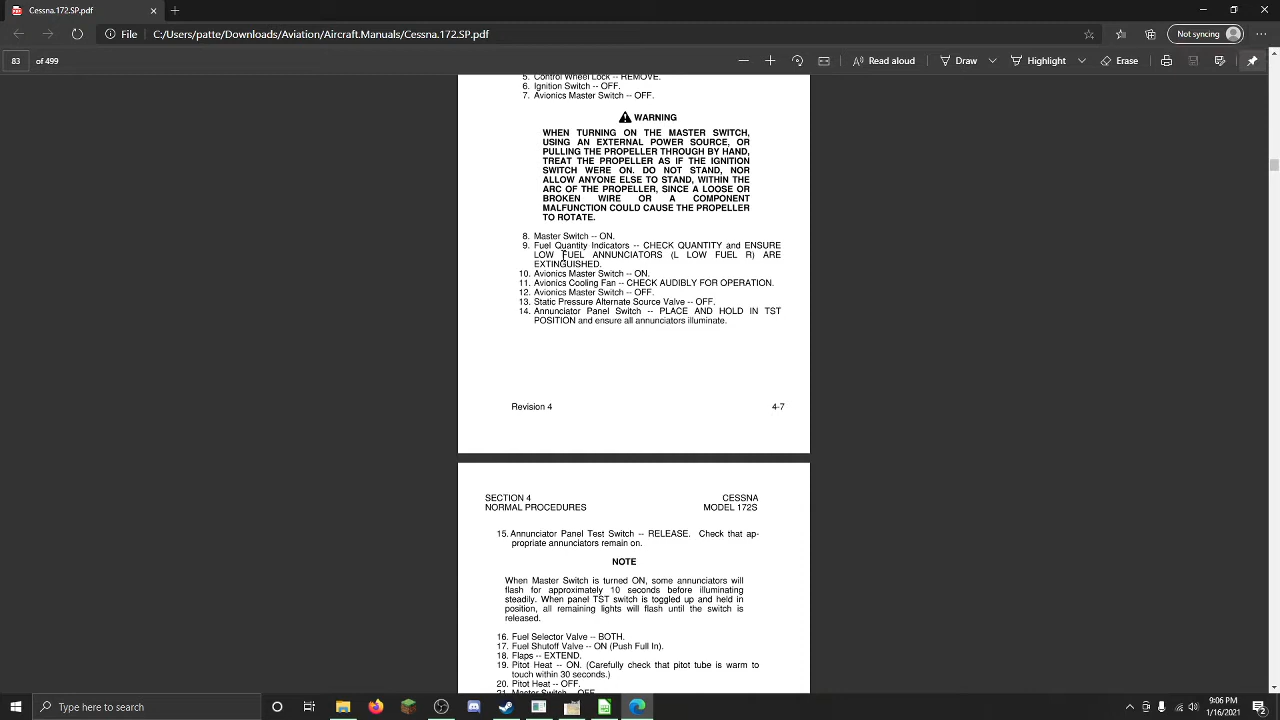 Cessna.172.SP.pdf
File C:/Users/patte/Downloads/Aviation/Aircraft.Manuals/Cessna.172.SP.pdf
Not syncing
83 of 499
Read aloud Draw Highlight Erase
5. Control Wheel Lock -- REMOVE.
6. Ignition Switch -- OFF.
7. Avionics Master Switch -- OFF.
WARNING
WHEN TURNING ON THE MASTER SWITCH,
USING AN EXTERNAL POWER SOURCE, OR
PULLING THE PROPELLER THROUGH BY HAND,
TREAT THE PROPELLER AS IF THE IGNITION
SWITCH WERE ON. DO NOT STAND, NOR
ALLOW ANYONE ELSE TO STAND, WITHIN THE
ARC OF THE PROPELLER, SINCE A LOOSE OR
BROKEN WIRE OR A COMPONENT
MALFUNCTION COULD CAUSE THE PROPELLER
TO ROTATE.
8. Master Switch -- ON.
9. Fuel Quantity Indicators -- CHECK QUANTITY and ENSURE
LOW FUEL ANNUNCIATORS (L LOW FUEL R) ARE
EXTINGUISHED.
10. Avionics Master Switch -- ON.
11. Avionics Cooling Fan -- CHECK AUDIBLY FOR OPERATION.
12. Avionics Master Switch -- OFF.
13. Static Pressure Alternate Source Valve -- OFF.
14. Annunciator Panel Switch -- PLACE AND HOLD IN TST
POSITION and ensure all annunciators illuminate.
Revision 4 4-7
SECTION 4 CESSNA
NORMAL PROCEDURES MODEL 172S
15. Annunciator Panel Test Switch -- RELEASE. Check that ap-
propriate annunciators remain on.
NOTE
When Master Switch is turned ON, some annunciators will
flash for approximately 10 seconds before illuminating
steadily. When panel TST switch is toggled up and held in
position, all remaining lights will flash until the switch is
released.
16. Fuel Selector Valve -- BOTH.
17. Fuel Shutoff Valve -- ON (Push Full In).
18. Flaps -- EXTEND.
19. Pitot Heat -- ON. (Carefully check that pitot tube is warm to
touch within 30 seconds.)
20. Pitot Heat -- OFF.
21. Master Switch -- OFF.
Type here to search
9:06 PM
1/16/2021